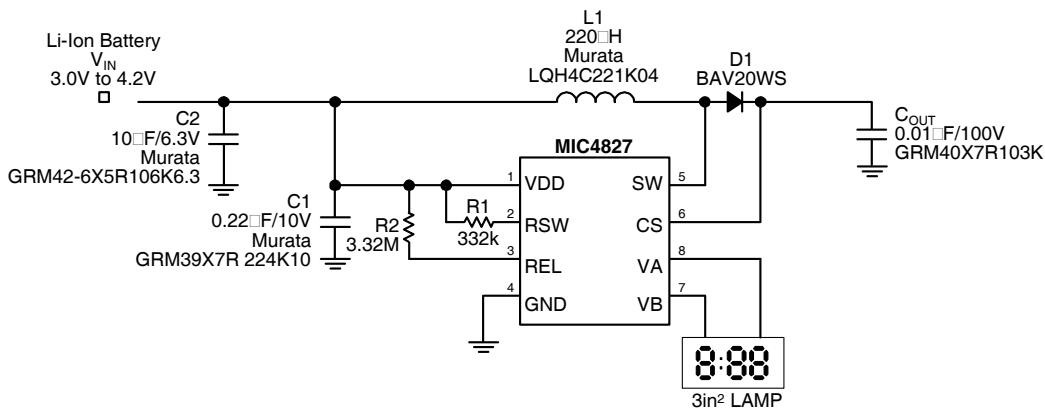 Li-Ion Battery
VIN
3.0V to 4.2V
C2
10□F/6.3V
Murata
GRM42-6X5R106K6.3
C1
0.22□F/10V
Murata
GRM39X7R 224K10
R2
3.32M
R1
332k
L1
220□H
Murata
LQH4C221K04
D1
BAV20WS
COUT
0.01□F/100V
GRM40X7R103K
MIC4827
1 VDD SW 5
2 RSW CS 6
3 REL VA 8
4 GND VB 7
8:88
3in² LAMP